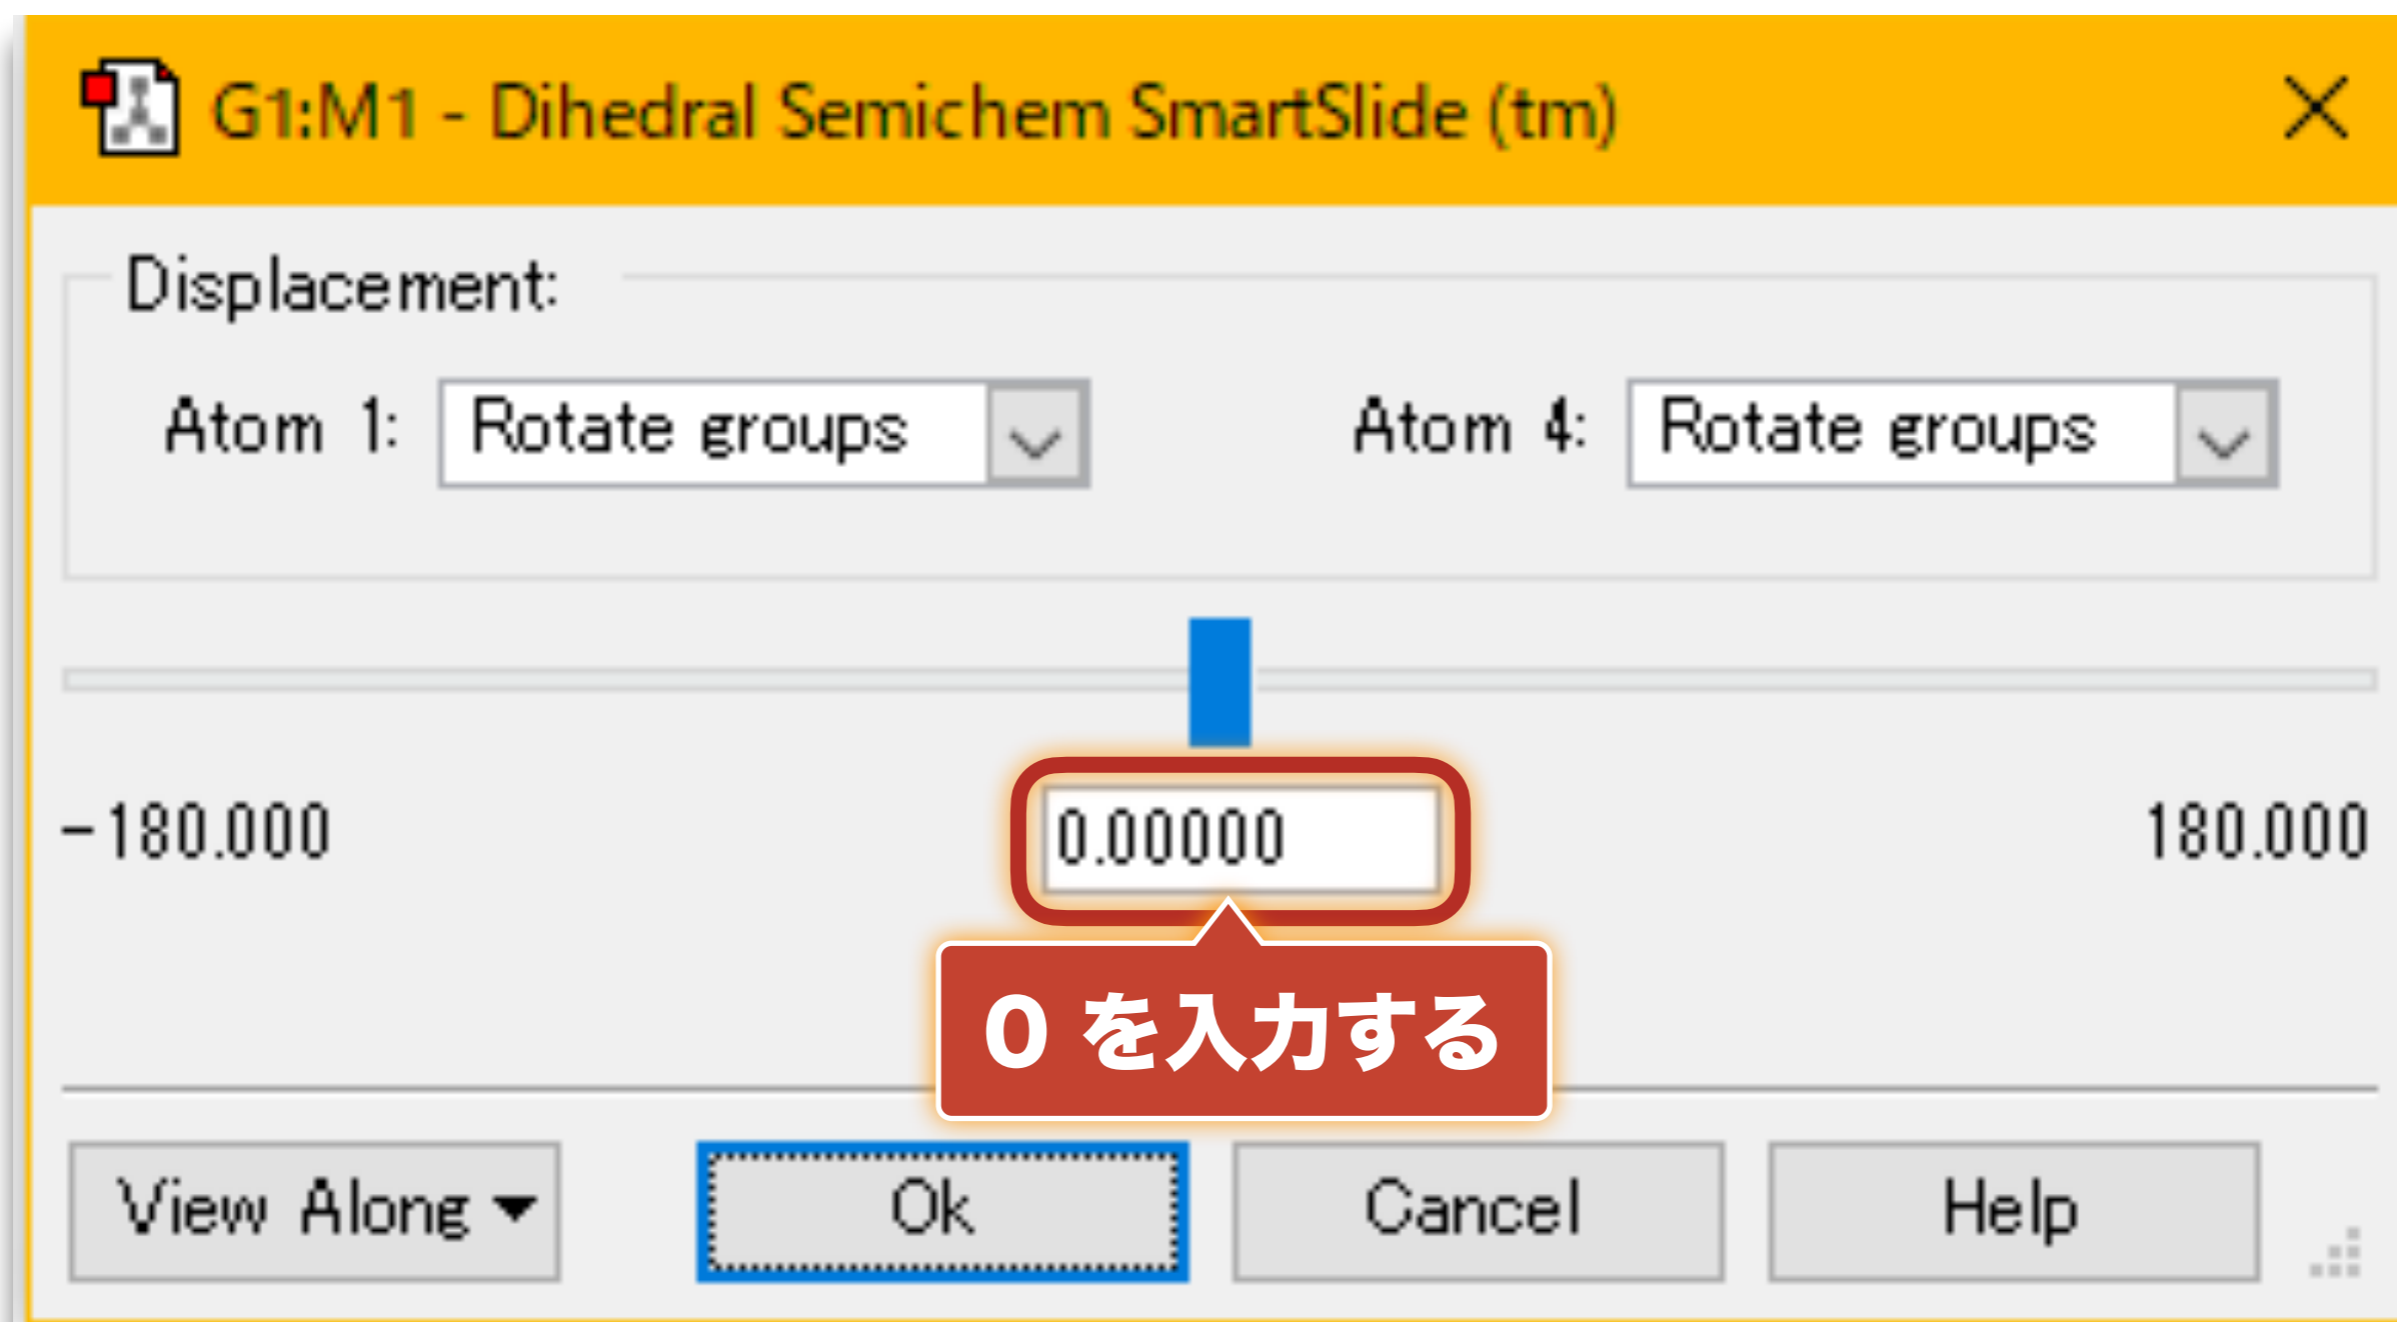 G1:M1 - Dihedral Semichem SmartSlide (tm)
Displacement:
Atom 1: Rotate groups Atom 4: Rotate groups
-180.000 0.00000 180.000
0 を入力する
View Along Ok Cancel Help